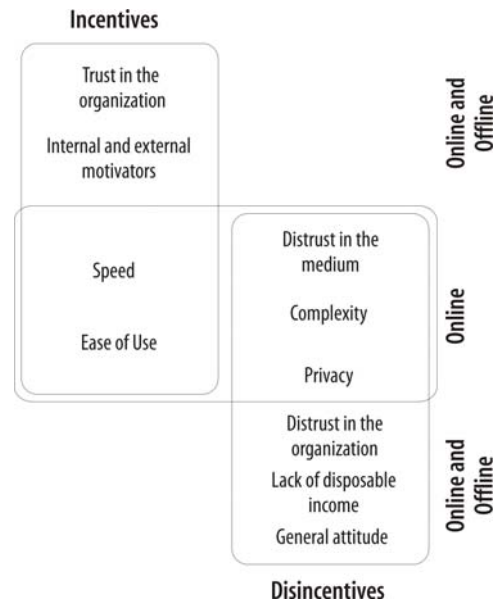 Incentives
Trust in the
organization
Internal and external
motivators
Online and
Offline
Speed
Ease of Use
Distrust in the
medium
Complexity
Privacy
Online
Distrust in the
organization
Lack of disposable
income
General attitude
Online and
Offline
Disincentives